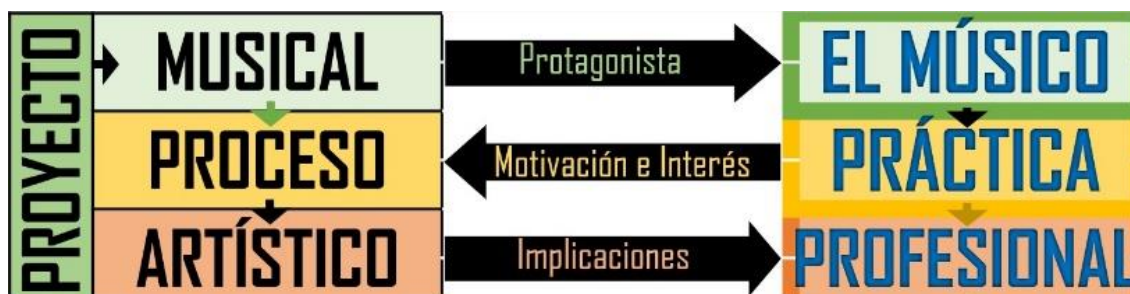 PROYECTO
MUSICAL
Protagonista
EL MÚSICO
PROCESO
Motivación e Interés
PRÁCTICA
ARTÍSTICO
Implicaciones
PROFESIONAL